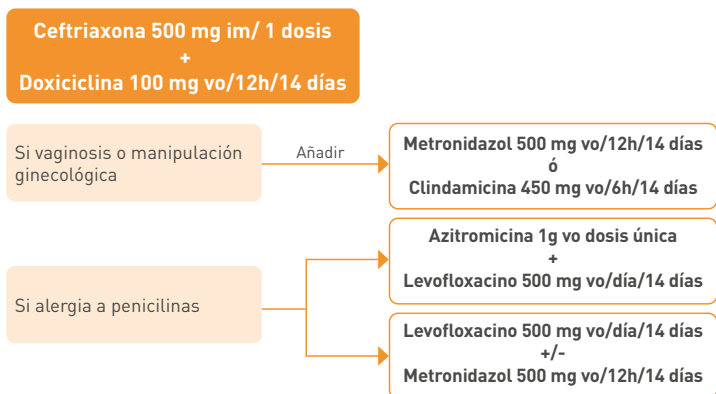 Ceftriaxona 500 mg im/ 1 dosis
+
Doxiciclina 100 mg vo/12h/14 días
Si vaginosis o manipulación
ginecológica
Añadir
Metronidazol 500 mg vo/12h/14 días
ó
Clindamicina 450 mg vo/6h/14 días
Si alergia a penicilinas
Azitromicina 1g vo dosis única
+
Levofloxacino 500 mg vo/día/14 días
Levofloxacino 500 mg vo/día/14 días
+/-
Metronidazol 500 mg vo/12h/14 días